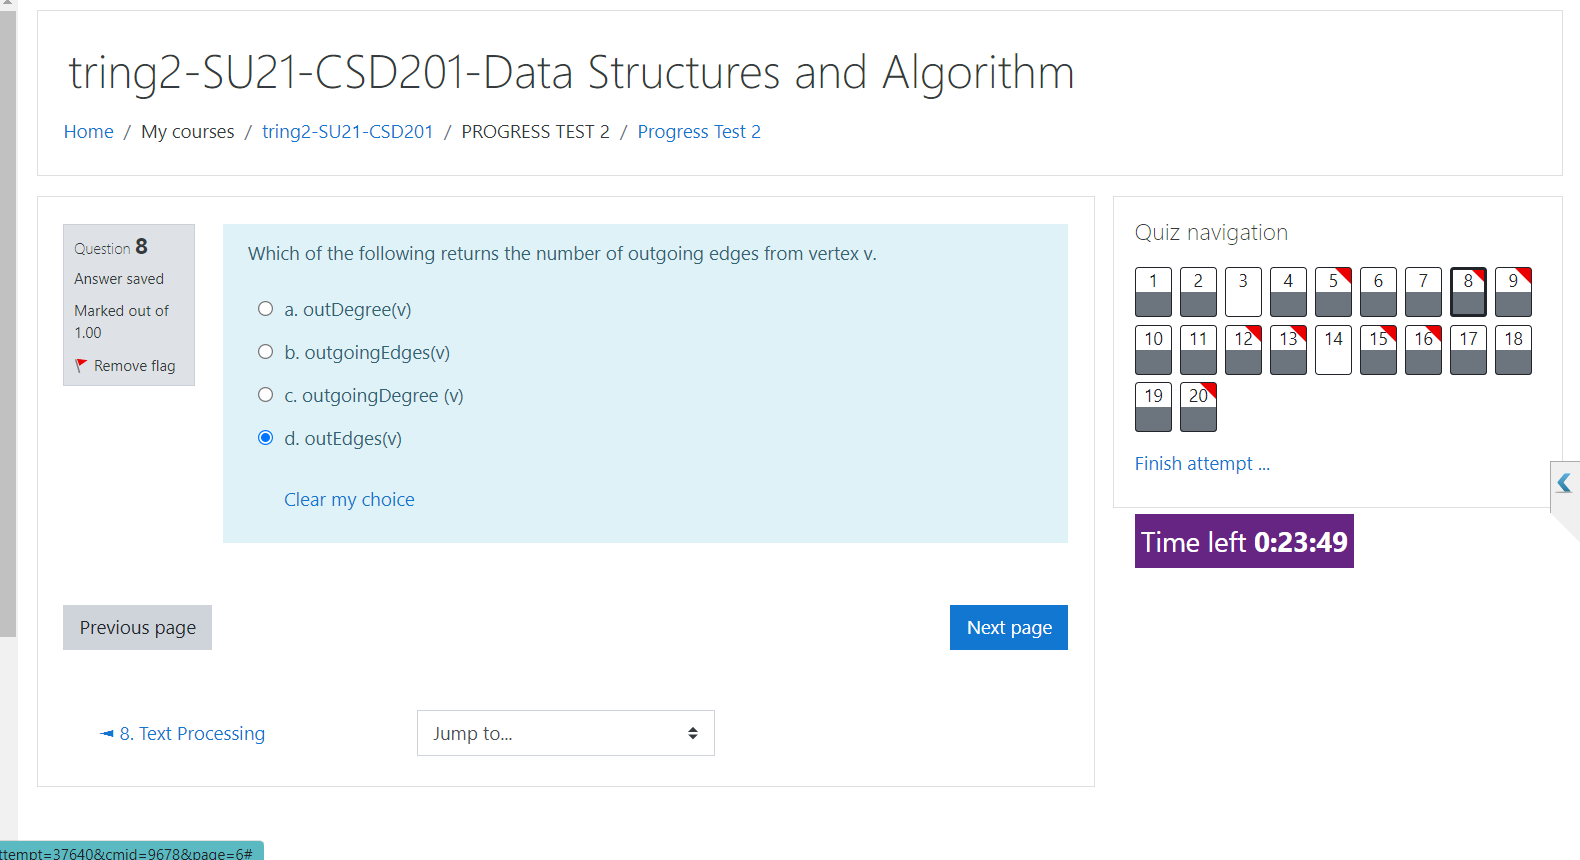 tring2-SU21-CSD201-Data Structures and Algorithm
Home / My courses / tring2-SU21-CSD201 / PROGRESS TEST 2 / Progress Test 2
Question 8
Answer saved
Marked out of
1.00
Remove flag
Which of the following returns the number of outgoing edges from vertex v.
a. outDegree(v)
b. outgoingEdges(v)
c. outgoingDegree (v)
d. outEdges(v)
Clear my choice
Previous page
Next page
◄ 8. Text Processing
Jump to...
Quiz navigation
1 2 3 4 5 6 7 8 9
10 11 12 13 14 15 16 17 18
19 20
Finish attempt ...
Time left 0:23:49
ttempt=37640&cmid=9678&page=6#